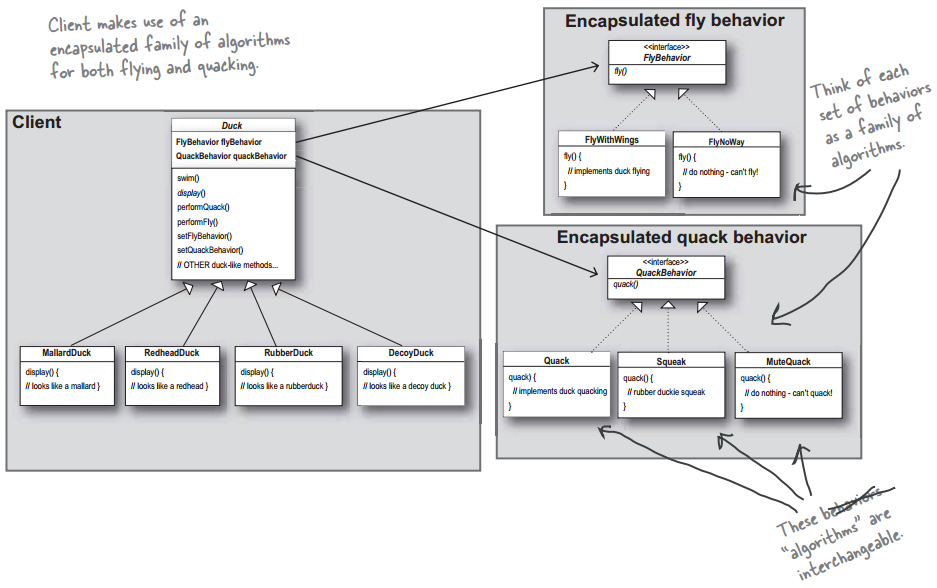 Client makes use of an
encapsulated family of algorithms
for both flying and quacking.
Client
Duck
FlyBehavior flyBehavior
QuackBehavior quackBehavior
swim()
display()
performQuack()
performFly()
setFlyBehavior()
setQuackBehavior()
// OTHER duck-like methods...
MallardDuck
display() {
// looks like a mallard }
RedheadDuck
display() {
// looks like a redhead }
RubberDuck
display() {
// looks like a rubberduck }
DecoyDuck
display() {
// looks like a decoy duck }
Encapsulated fly behavior
<<interface>>
FlyBehavior
fly()
FlyWithWings
fly() {
// implements duck flying
}
FlyNoWay
fly() {
// do nothing - can't fly!
}
Think of each
set of behaviors
as a family of
algorithms.
Encapsulated quack behavior
<<interface>>
QuackBehavior
quack()
Quack
quack) {
// implements duck quacking
}
Squeak
quack() {
// rubber duckie squeak
}
MuteQuack
quack() {
// do nothing - can't quack!
}
These behaviors
“algorithms” are
interchangeable.